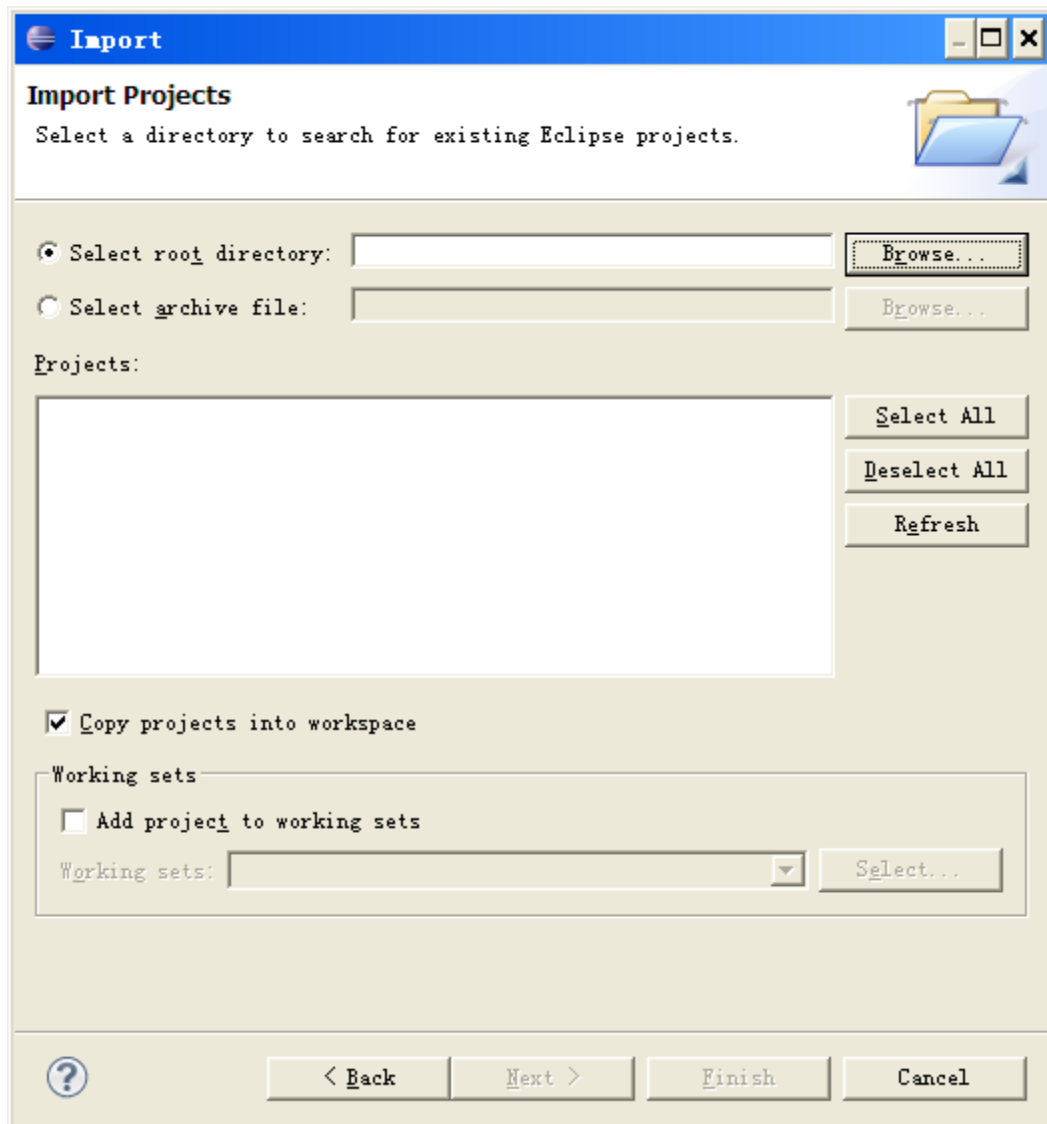 Import
Import Projects
Select a directory to search for existing Eclipse projects.
Select root directory: Browse...
Select archive file: Browse...
Projects:
Select All
Deselect All
Refresh
Copy projects into workspace
Working sets
Add project to working sets
Working sets: Select...
?
< Back Next > Finish Cancel